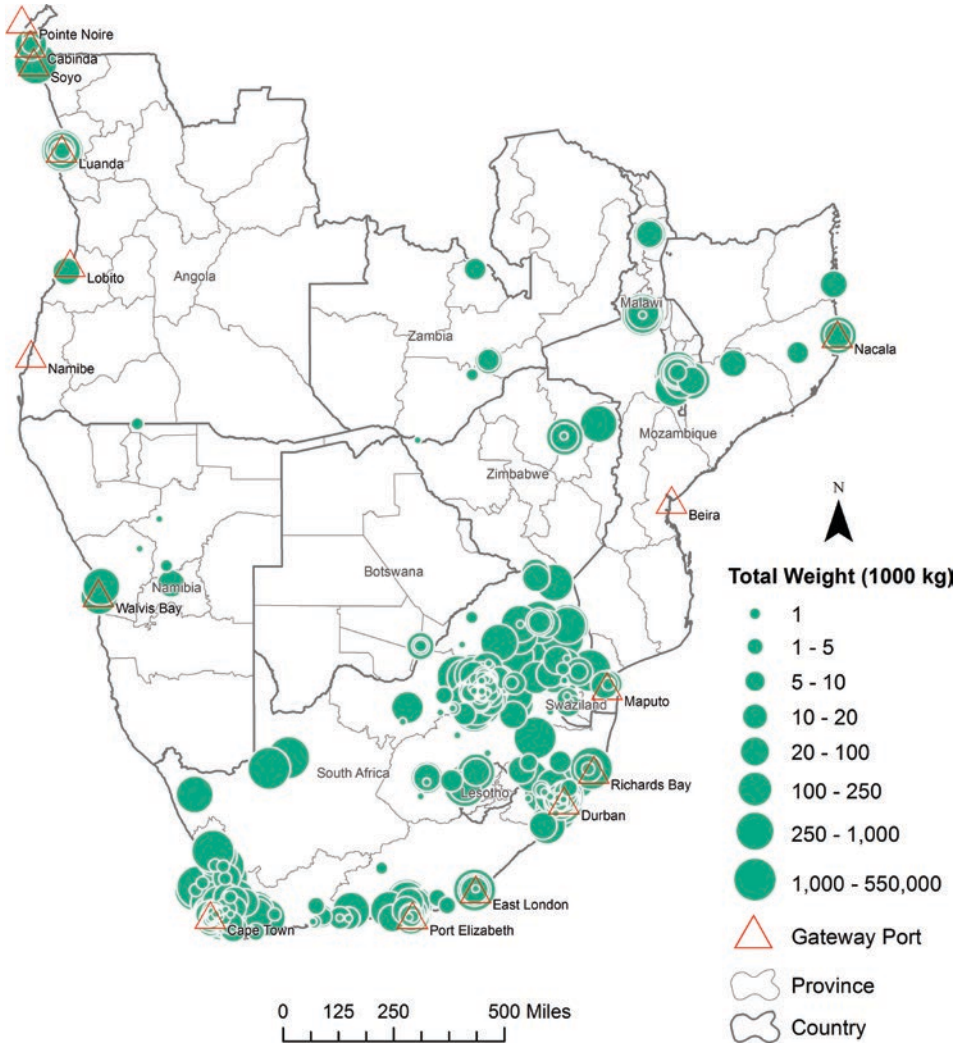 Pointe Noire
Cabinda
Soyo
Luanda
Lobito
Angola
Malawi
Zambia
Nacala
Namibe
Mozambique
Zimbabwe
Beira
N
Botswana
Namibia
Walvis Bay
Swaziland
Maputo
South Africa
Richards Bay
Lesotho
Durban
East London
Cape Town
Port Elizabeth
Total Weight (1000 kg)
1
1 - 5
5 - 10
10 - 20
20 - 100
100 - 250
250 - 1,000
1,000 - 550,000
Gateway Port
Province
Country
0 125 250 500 Miles